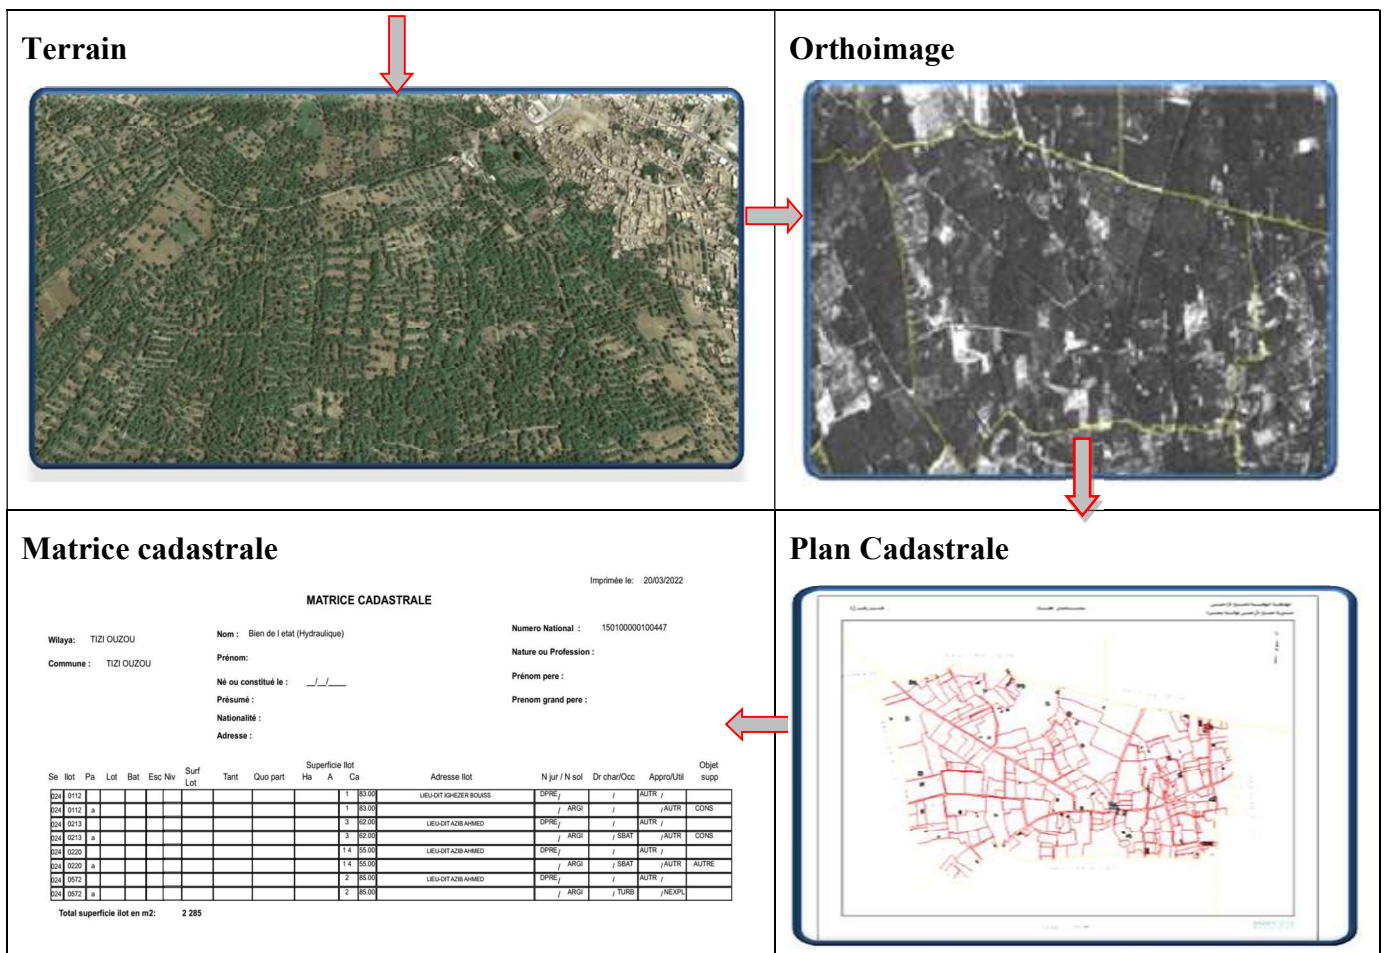 Terrain
Orthoimage
Matrice cadastrale
Imprimée le: 20/03/2022
MATRICE CADASTRALE
Wilaya: TIZI OUZOU
Commune : TIZI OUZOU
Nom : Bien de l etat (Hydraulique)
Prénom:
Né ou constitué le : __/__/____
Présumé :
Nationalité :
Adresse :
Numero National : 150100000100447
Nature ou Profession :
Prénom pere :
Prenom grand pere :
Se Ilot Pa Lot Bat Esc Niv Surf Lot Tant Quo part Superficie Ilot Ha A Ca Adresse Ilot N jur / N sol Dr char/Occ Appro/Util Objet supp
024 0112 1 83.00 LIEU-DIT IGHEZER BOUISS DPRE / / AUTR /
024 0112 a 1 83.00 / ARGI / / AUTR CONS
024 0213 3 62.00 LIEU-DIT AZIB AHMED DPRE / / AUTR /
024 0213 a 3 62.00 / ARGI / SBAT / AUTR CONS
024 0220 1 4 55.00 LIEU-DIT AZIB AHMED DPRE / / AUTR /
024 0220 a 1 4 55.00 / ARGI / SBAT / AUTR AUTRE
024 0572 2 85.00 LIEU-DIT AZIB AHMED DPRE / / AUTR /
024 0572 a 2 85.00 / ARGI / TURB / NEXPL
Total superficie ilot en m2: 2 285
Plan Cadastrale